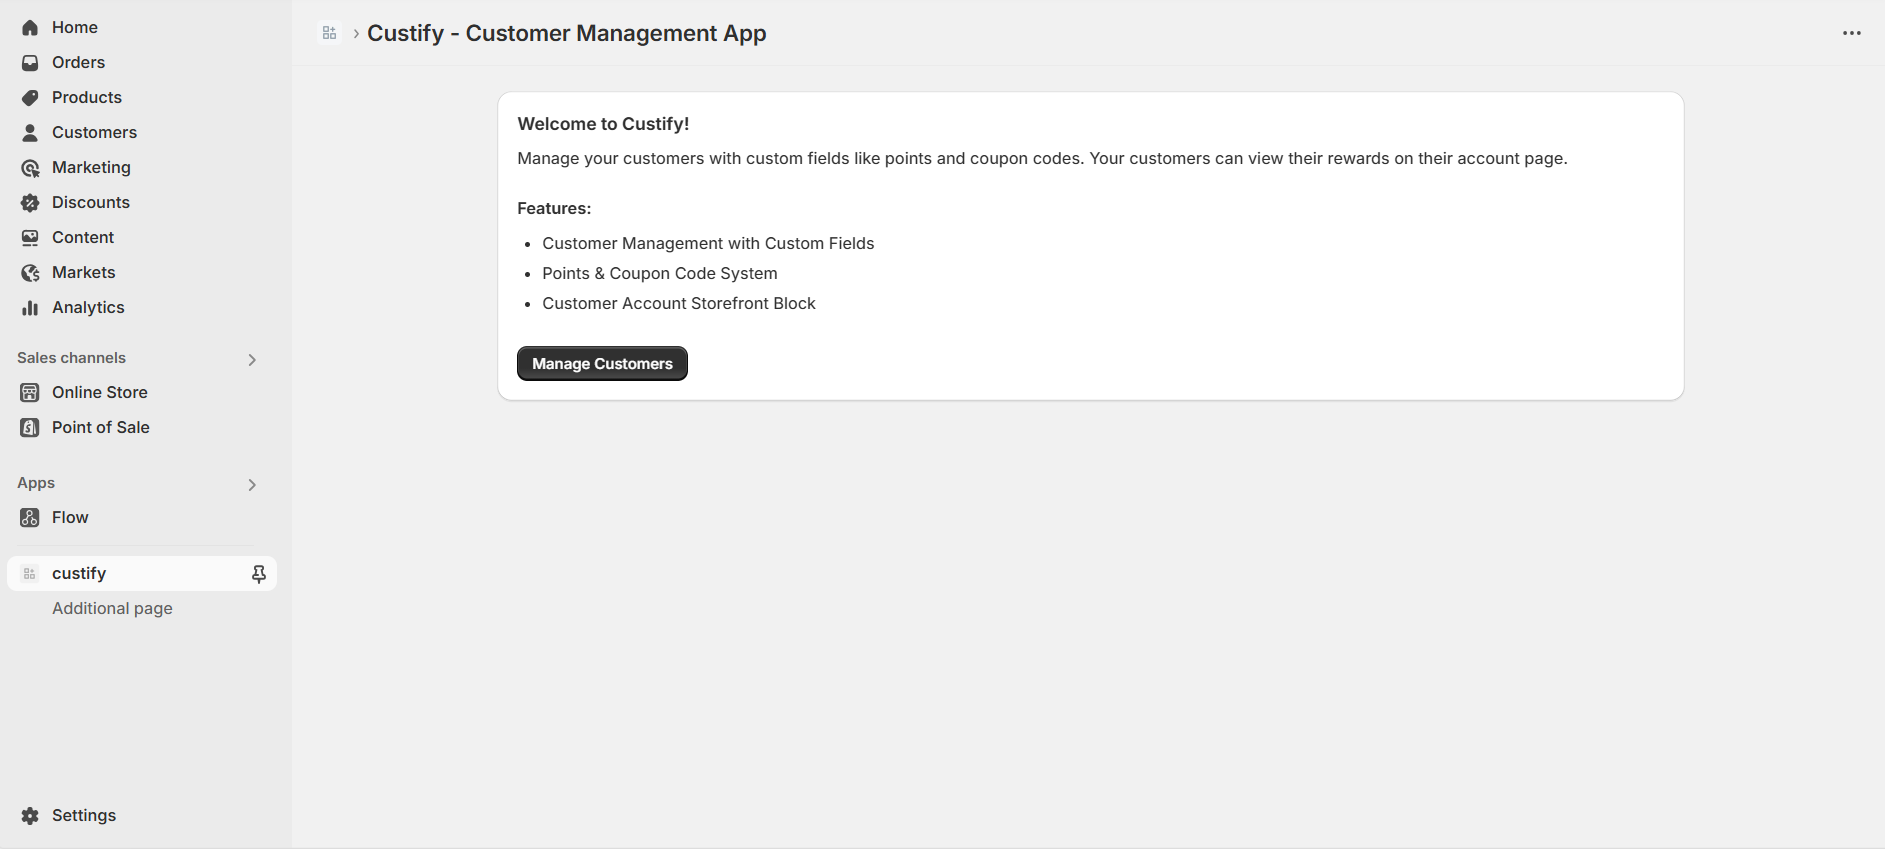 Home
Orders
Products
Customers
Marketing
Discounts
Content
Markets
Analytics
Sales channels
Online Store
Point of Sale
Apps
Flow
custify
Additional page
Settings
Custify - Customer Management App
Welcome to Custify!
Manage your customers with custom fields like points and coupon codes. Your customers can view their rewards on their account page.
Features:
• Customer Management with Custom Fields
• Points & Coupon Code System
• Customer Account Storefront Block
Manage Customers